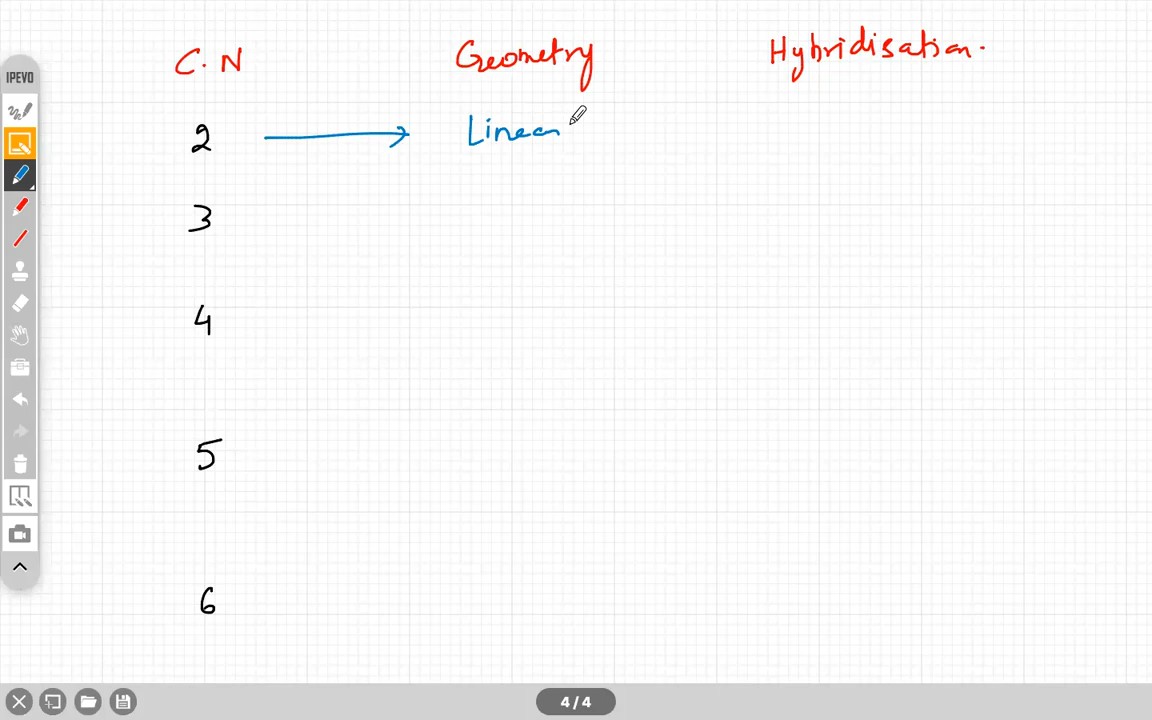 IPEVO
C.N Geometry Hybridisation.
2 → Linear
3
4
5
6
4/4